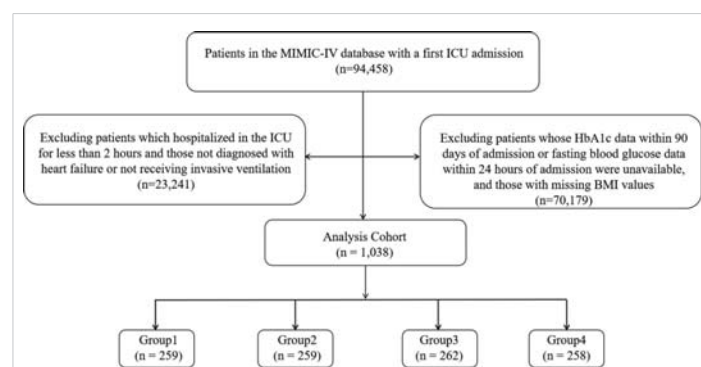 Patients in the MIMIC-IV database with a first ICU admission
(n=94,458)
Excluding patients which hospitalized in the ICU
for less than 2 hours and those not diagnosed with
heart failure or not receiving invasive ventilation
(n=23,241)
Excluding patients whose HbA1c data within 90
days of admission or fasting blood glucose data
within 24 hours of admission were unavailable,
and those with missing BMI values
(n=70,179)
Analysis Cohort
(n = 1,038)
Group1
(n = 259)
Group2
(n = 259)
Group3
(n = 262)
Group4
(n = 258)